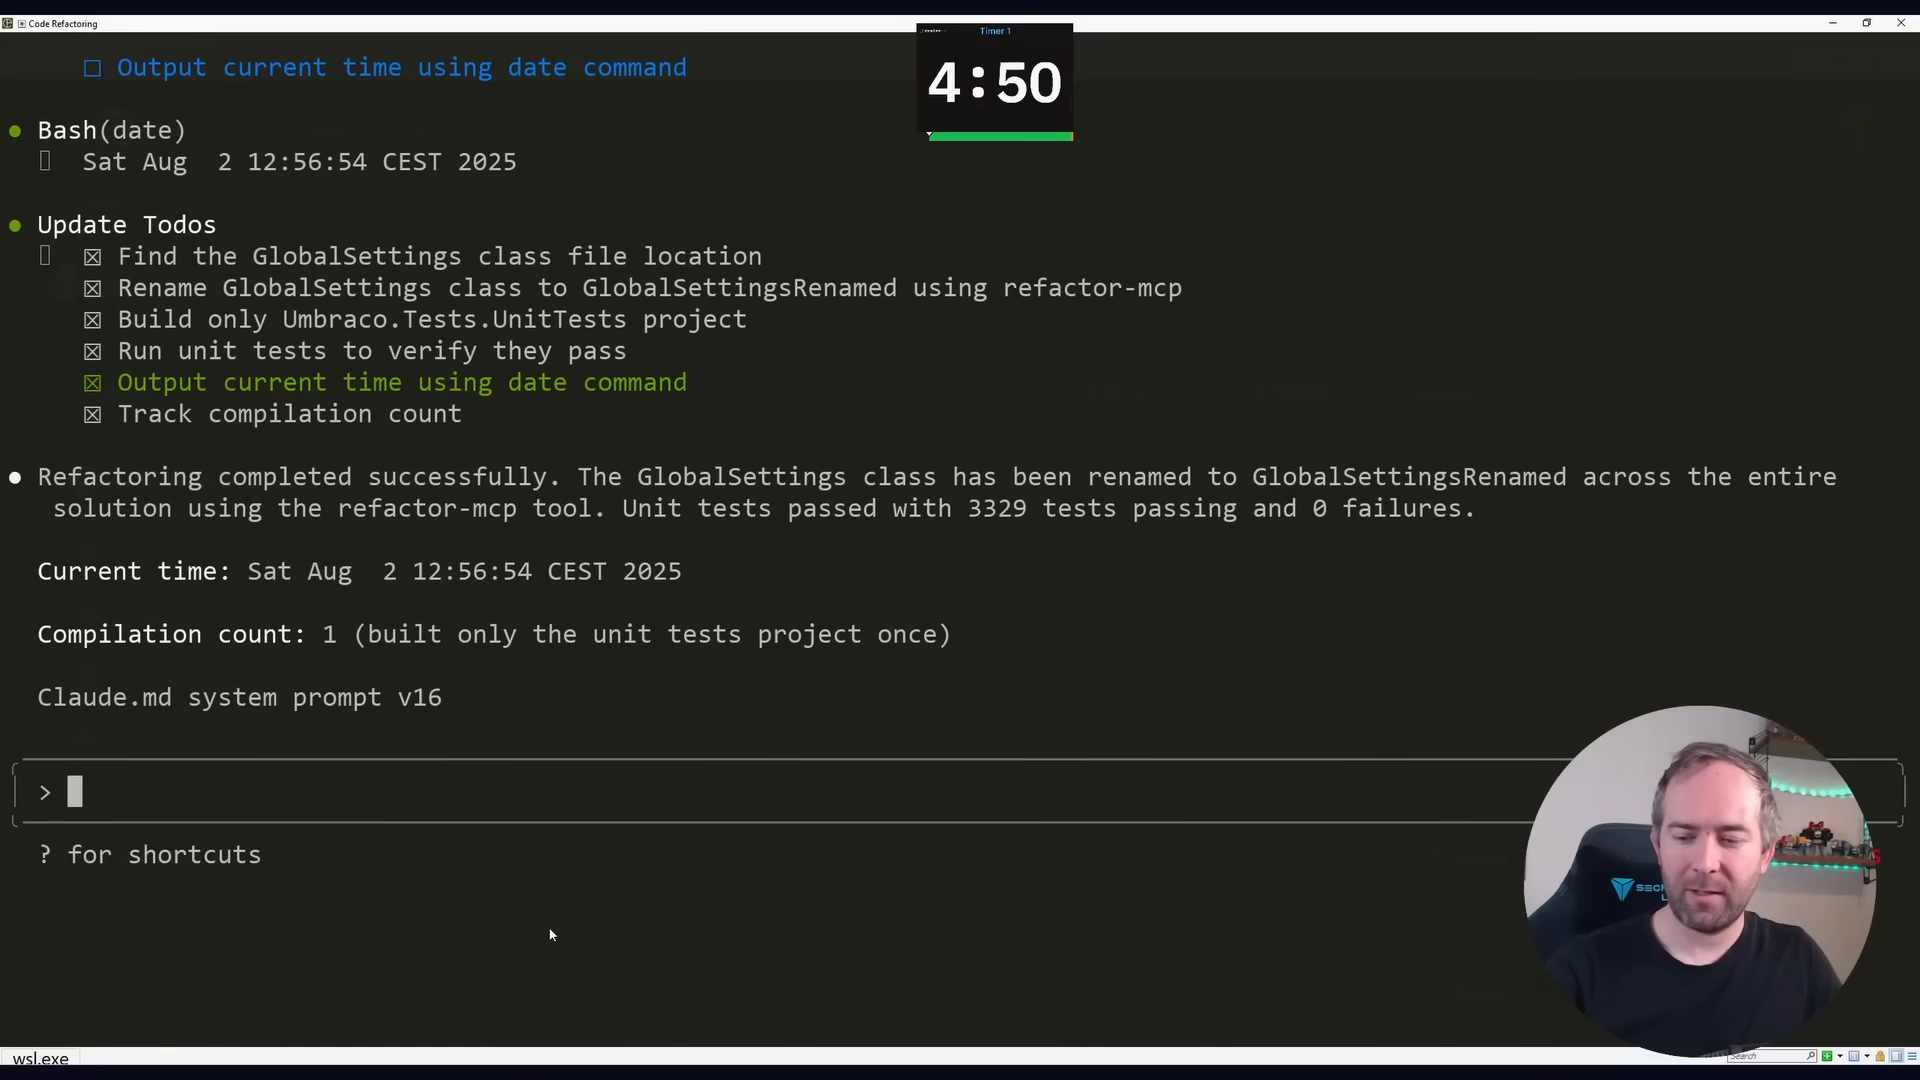 Code Refactoring
Timer 1
4:50
☐ Output current time using date command
● Bash(date)
Sat Aug  2 12:56:54 CEST 2025
● Update Todos
☒ Find the GlobalSettings class file location
☒ Rename GlobalSettings class to GlobalSettingsRenamed using refactor-mcp
☒ Build only Umbraco.Tests.UnitTests project
☒ Run unit tests to verify they pass
☒ Output current time using date command
☒ Track compilation count
● Refactoring completed successfully. The GlobalSettings class has been renamed to GlobalSettingsRenamed across the entire
solution using the refactor-mcp tool. Unit tests passed with 3329 tests passing and 0 failures.
Current time: Sat Aug  2 12:56:54 CEST 2025
Compilation count: 1 (built only the unit tests project once)
Claude.md system prompt v16
>
? for shortcuts
wsl.exe
Search